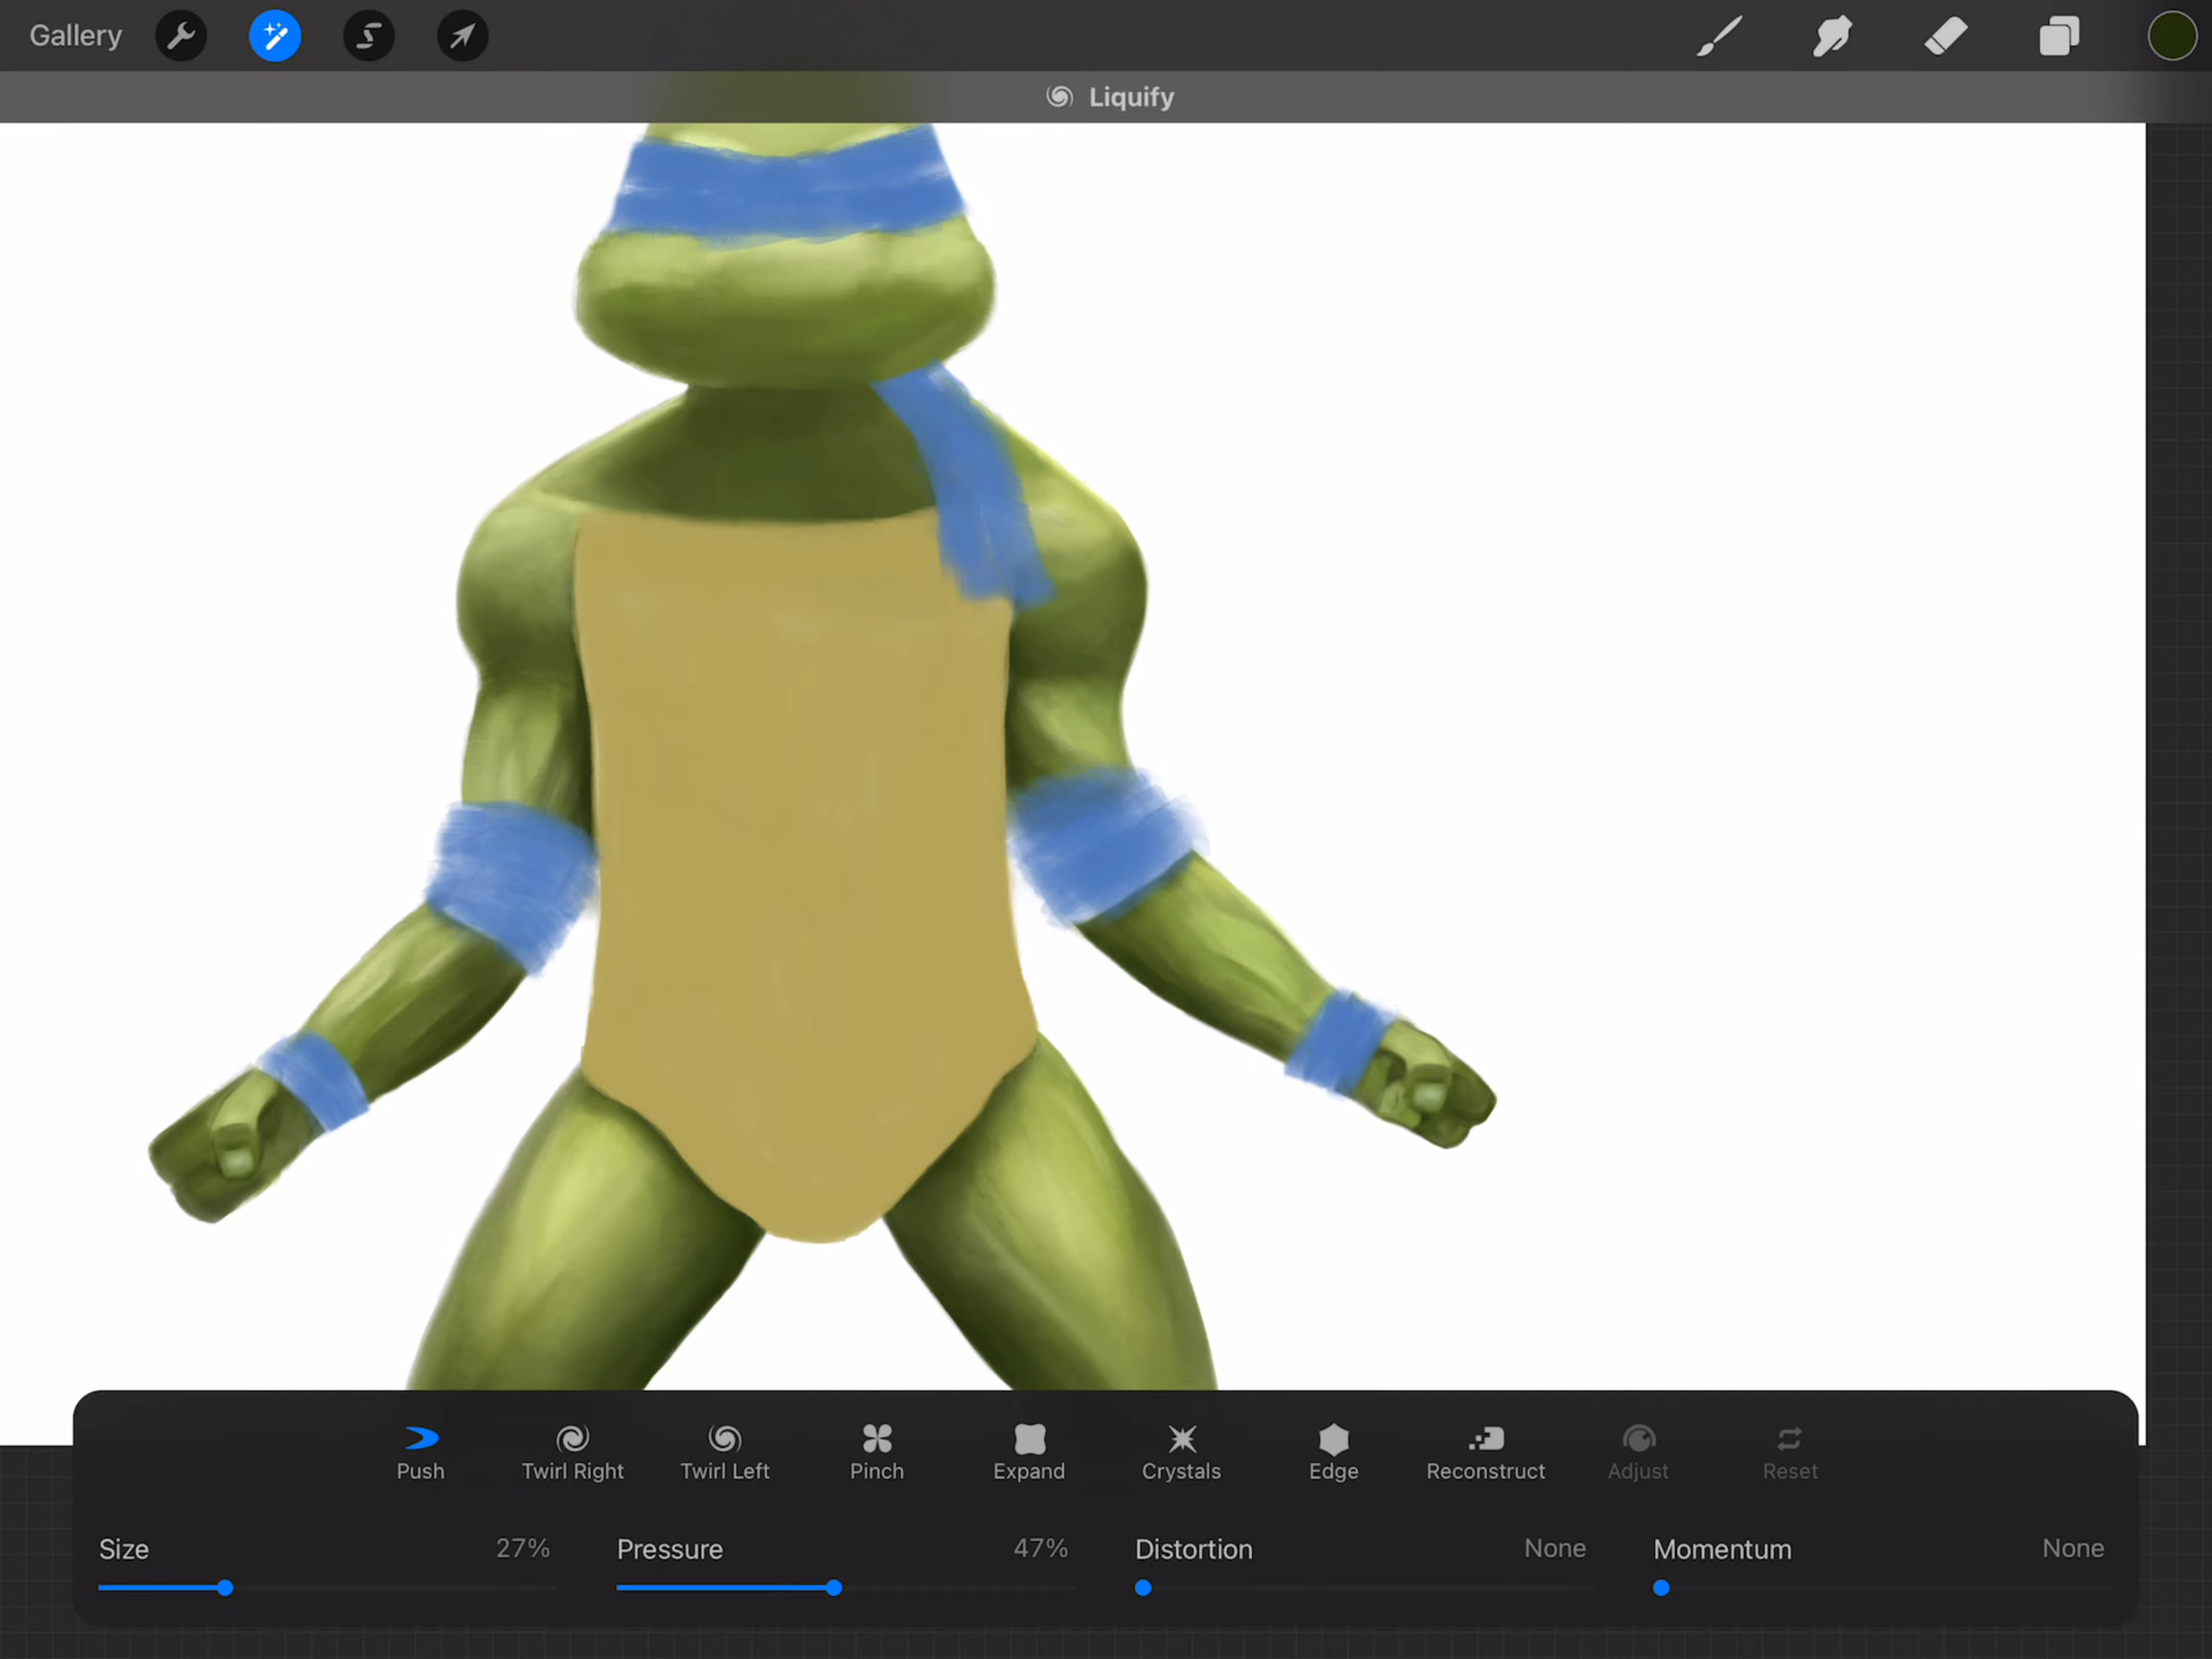 Gallery
Liquify
Push Twirl Right Twirl Left Pinch Expand Crystals Edge Reconstruct Adjust Reset
Size 27% Pressure 47% Distortion None Momentum None